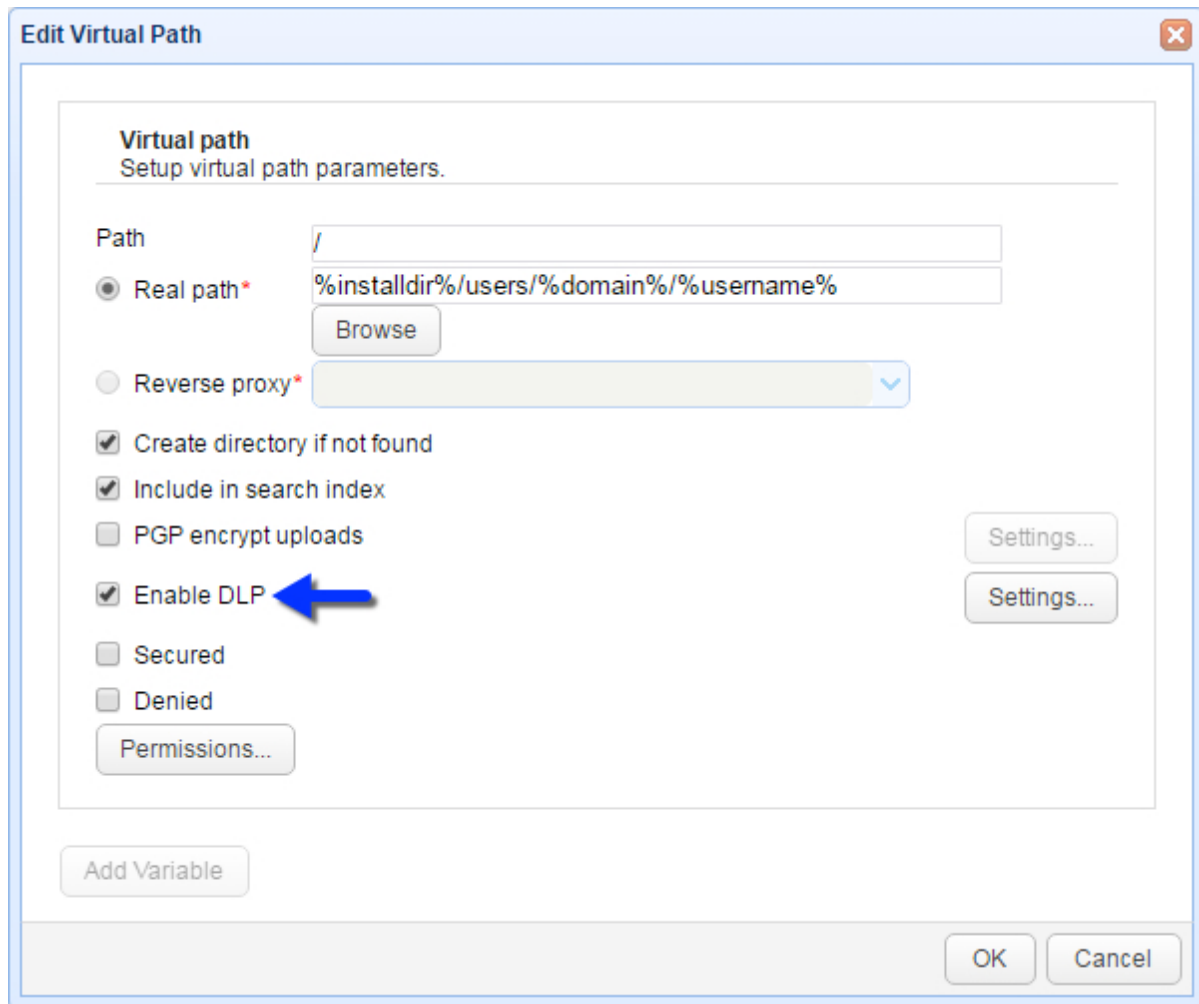 Edit Virtual Path
Virtual path
Setup virtual path parameters.
Path
/
Real path*
%installdir%/users/%domain%/%username%
Browse
Reverse proxy*
Create directory if not found
Include in search index
PGP encrypt uploads
Settings...
Enable DLP
Settings...
Secured
Denied
Permissions...
Add Variable
OK
Cancel